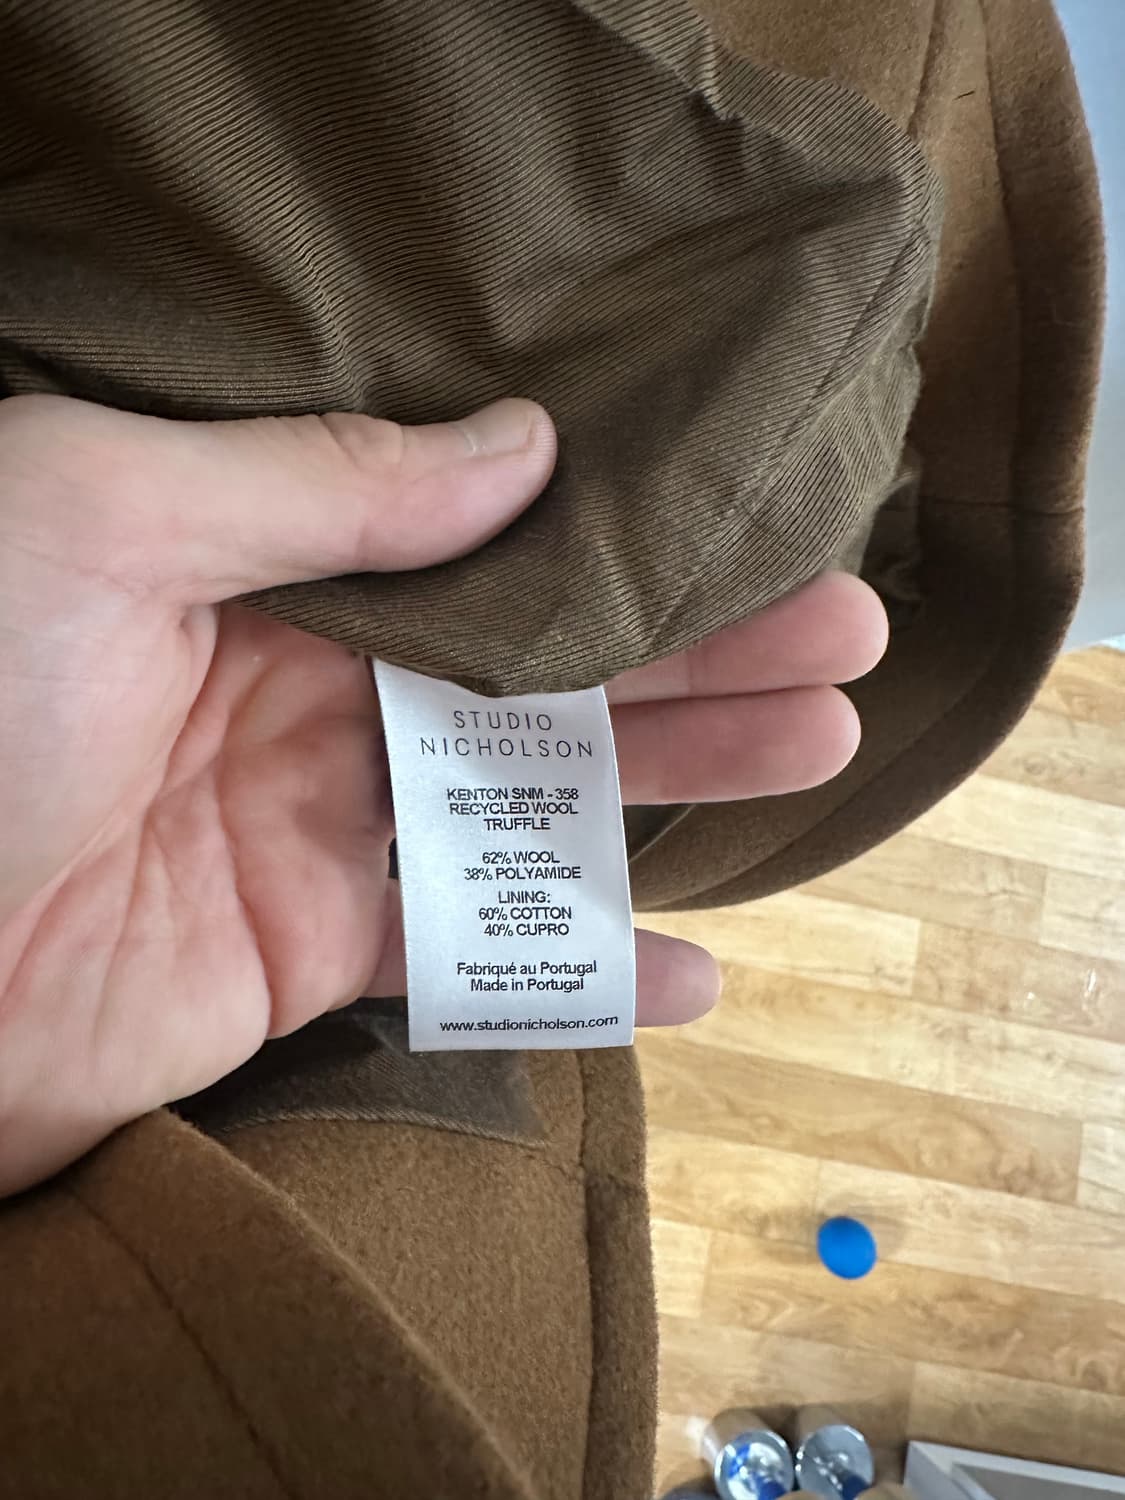 STUDIO
NICHOLSON
KENTON SNM - 358
RECYCLED WOOL
TRUFFLE
62% WOOL
38% POLYAMIDE
LINING:
60% COTTON
40% CUPRO
Fabriqué au Portugal
Made in Portugal
www.studionicholson.com